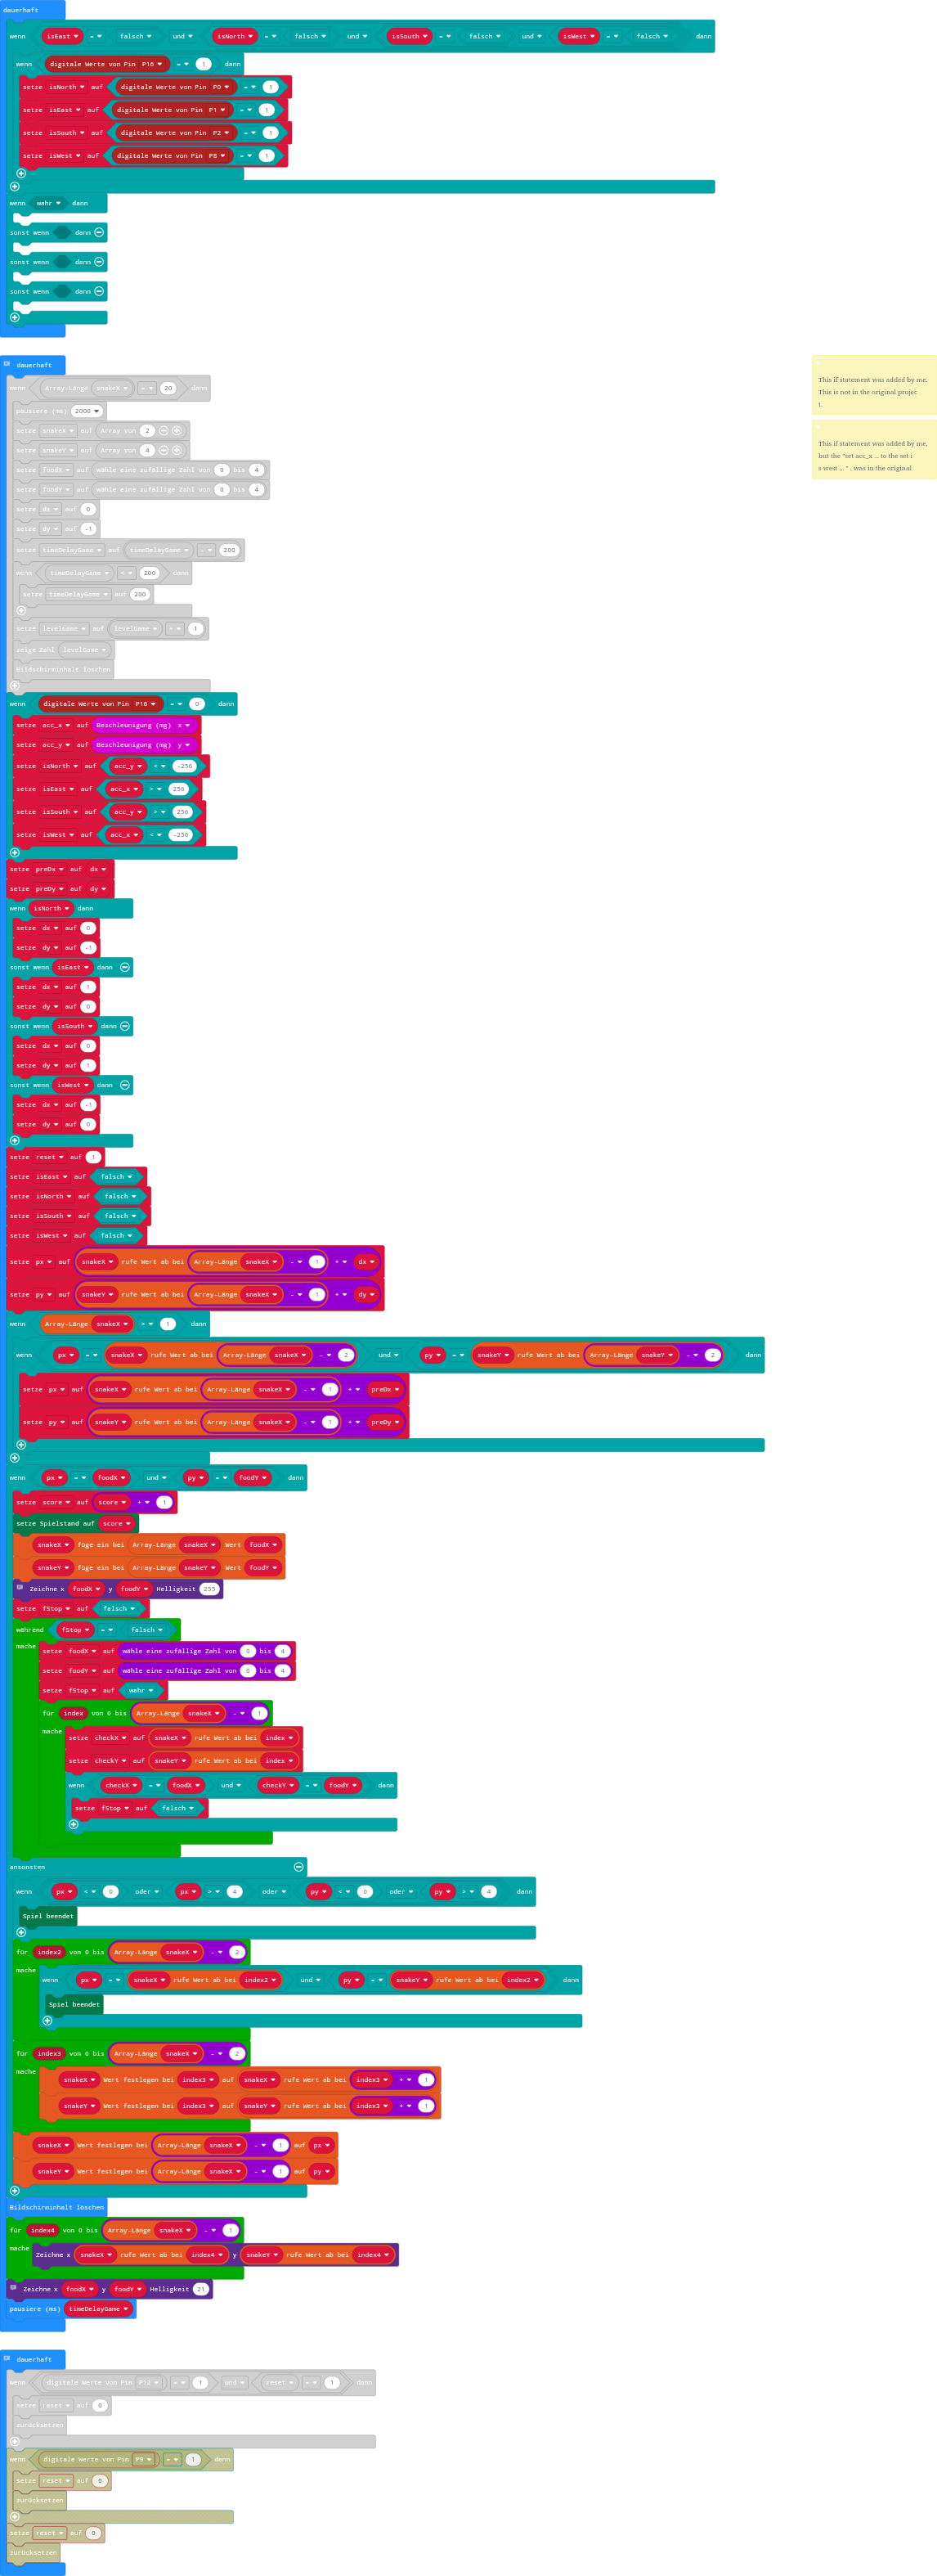 dauerhaft
wenn isEast = falsch und isNorth = falsch und isSouth = falsch und isWest = falsch dann
wenn digitale Werte von Pin P16 = 1 dann
setze isNorth auf digitale Werte von Pin P0 = 1
setze isEast auf digitale Werte von Pin P1 = 1
setze isSouth auf digitale Werte von Pin P2 = 1
setze isWest auf digitale Werte von Pin P8 = 1
wenn wahr dann
sonst wenn dann
sonst wenn dann
sonst wenn dann
dauerhaft
wenn Array-Länge snakeX = 20 dann
pausiere (ms) 2000
setze snakeX auf Array von 2
setze snakeY auf Array von 4
setze foodX auf wähle eine zufällige Zahl von 0 bis 4
setze foodY auf wähle eine zufällige Zahl von 0 bis 4
setze dx auf 0
setze dy auf -1
setze timeDelayGame auf timeDelayGame - 200
wenn timeDelayGame < 200 dann
setze timeDelayGame auf 200
setze levelGame auf levelGame + 1
zeige Zahl levelGame
Bildschirminhalt löschen
This if statement was added by me.
This is not in the original projec
t.
This if statement was added by me,
but the "set acc_x ... to the set i
s west ... " . was in the original
wenn digitale Werte von Pin P16 = 0 dann
setze acc_x auf Beschleunigung (mg) x
setze acc_y auf Beschleunigung (mg) y
setze isNorth auf acc_y < -250
setze isEast auf acc_x > 250
setze isSouth auf acc_y > 250
setze isWest auf acc_x < -250
setze preDx auf dx
setze preDy auf dy
wenn isNorth dann
setze dx auf 0
setze dy auf -1
sonst wenn isEast dann
setze dx auf 1
setze dy auf 0
sonst wenn isSouth dann
setze dx auf 0
setze dy auf 1
sonst wenn isWest dann
setze dx auf -1
setze dy auf 0
setze reset auf 1
setze isEast auf falsch
setze isNorth auf falsch
setze isSouth auf falsch
setze isWest auf falsch
setze px auf snakeX rufe Wert ab bei Array-Länge snakeX - 1 + dx
setze py auf snakeY rufe Wert ab bei Array-Länge snakeX - 1 + dy
wenn Array-Länge snakeX > 1 dann
wenn px = snakeX rufe Wert ab bei Array-Länge snakeX - 2 und py = snakeY rufe Wert ab bei Array-Länge snakeY - 2 dann
setze px auf snakeX rufe Wert ab bei Array-Länge snakeX - 1 + preDx
setze py auf snakeY rufe Wert ab bei Array-Länge snakeX - 1 + preDy
wenn px = foodX und py = foodY dann
setze score auf score + 1
setze Spielstand auf score
snakeX füge ein bei Array-Länge snakeX Wert foodX
snakeY füge ein bei Array-Länge snakeY Wert foodY
Zeichne x foodX y foodY Helligkeit 255
setze fStop auf falsch
während fStop = falsch
mache setze foodX auf wähle eine zufällige Zahl von 0 bis 4
setze foodY auf wähle eine zufällige Zahl von 0 bis 4
setze fStop auf wahr
für index von 0 bis Array-Länge snakeX - 1
mache setze checkX auf snakeX rufe Wert ab bei index
setze checkY auf snakeY rufe Wert ab bei index
wenn checkX = foodX und checkY = foodY dann
setze fStop auf falsch
ansonsten
wenn px < 0 oder px > 4 oder py < 0 oder py > 4 dann
Spiel beendet
für index2 von 0 bis Array-Länge snakeX - 2
mache wenn px = snakeX rufe Wert ab bei index2 und py = snakeY rufe Wert ab bei index2 dann
Spiel beendet
für index3 von 0 bis Array-Länge snakeX - 2
mache snakeX Wert festlegen bei index3 auf snakeX rufe Wert ab bei index3 + 1
snakeY Wert festlegen bei index3 auf snakeY rufe Wert ab bei index3 + 1
snakeX Wert festlegen bei Array-Länge snakeX - 1 auf px
snakeY Wert festlegen bei Array-Länge snakeX - 1 auf py
Bildschirminhalt löschen
für index4 von 0 bis Array-Länge snakeX - 1
mache Zeichne x snakeX rufe Wert ab bei index4 y snakeY rufe Wert ab bei index4
Zeichne x foodX y foodY Helligkeit 21
pausiere (ms) timeDelayGame
dauerhaft
wenn digitale Werte von Pin P12 = 1 und reset = 1 dann
setze reset auf 0
zurücksetzen
wenn digitale Werte von Pin P9 = 1 dann
setze reset auf 0
zurücksetzen
setze reset auf 0
zurücksetzen